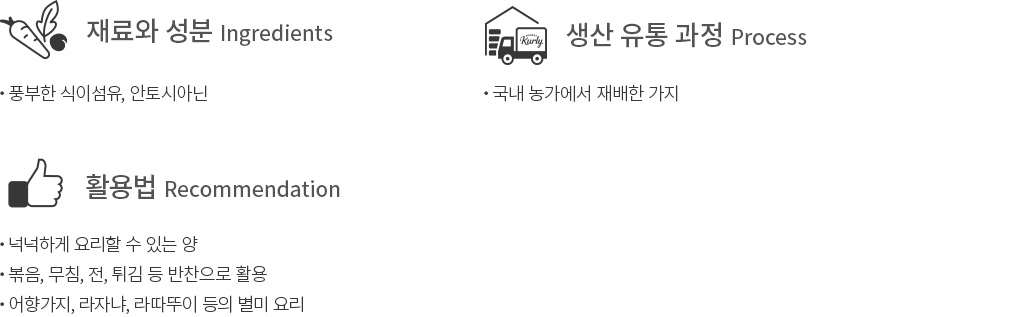 재료와 성분 Ingredients
• 풍부한 식이섬유, 안토시아닌
Kurly
생산 유통 과정 Process
• 국내 농가에서 재배한 가지
활용법 Recommendation
• 넉넉하게 요리할 수 있는 양
• 볶음, 무침, 전, 튀김 등 반찬으로 활용
• 어향가지, 라자냐, 라따뚜이 등의 별미 요리